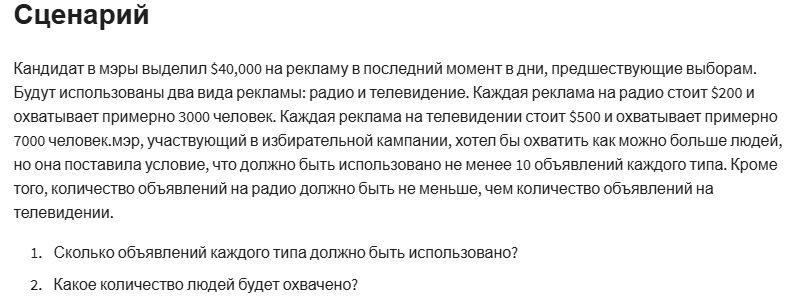 Сценарий
Кандидат в мэры выделил $40,000 на рекламу в последний момент в дни, предшествующие выборам.
Будут использованы два вида рекламы: радио и телевидение. Каждая реклама на радио стоит $200 и
охватывает примерно 3000 человек. Каждая реклама на телевидении стоит $500 и охватывает примерно
7000 человек.мэр, участвующий в избирательной кампании, хотел бы охватить как можно больше людей,
но она поставила условие, что должно быть использовано не менее 10 объявлений каждого типа. Кроме
того, количество объявлений на радио должно быть не меньше, чем количество объявлений на
телевидении.
1. Сколько объявлений каждого типа должно быть использовано?
2. Какое количество людей будет охвачено?